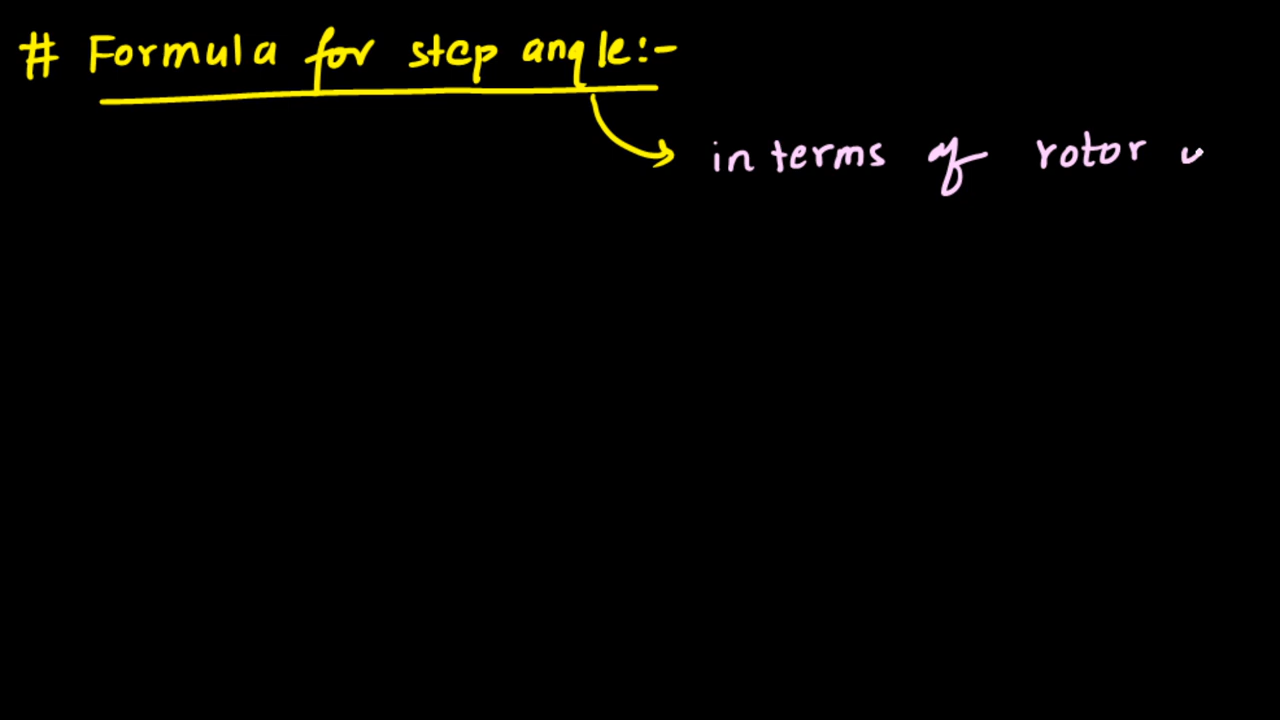 # Formula for step angle:-
in terms of rotor